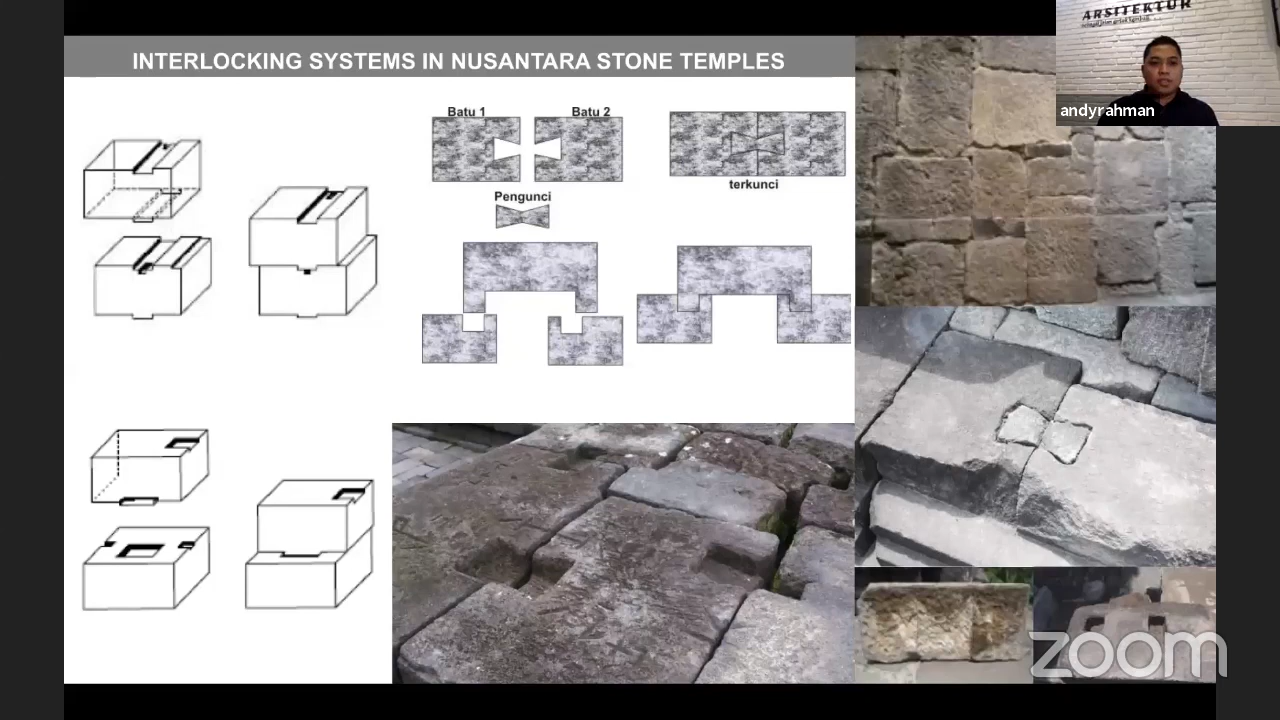 ARSITEKTUR
INTERLOCKING SYSTEMS IN NUSANTARA STONE TEMPLES
andyrahman
Batu 1
Batu 2
terkunci
Pengunci
zoom